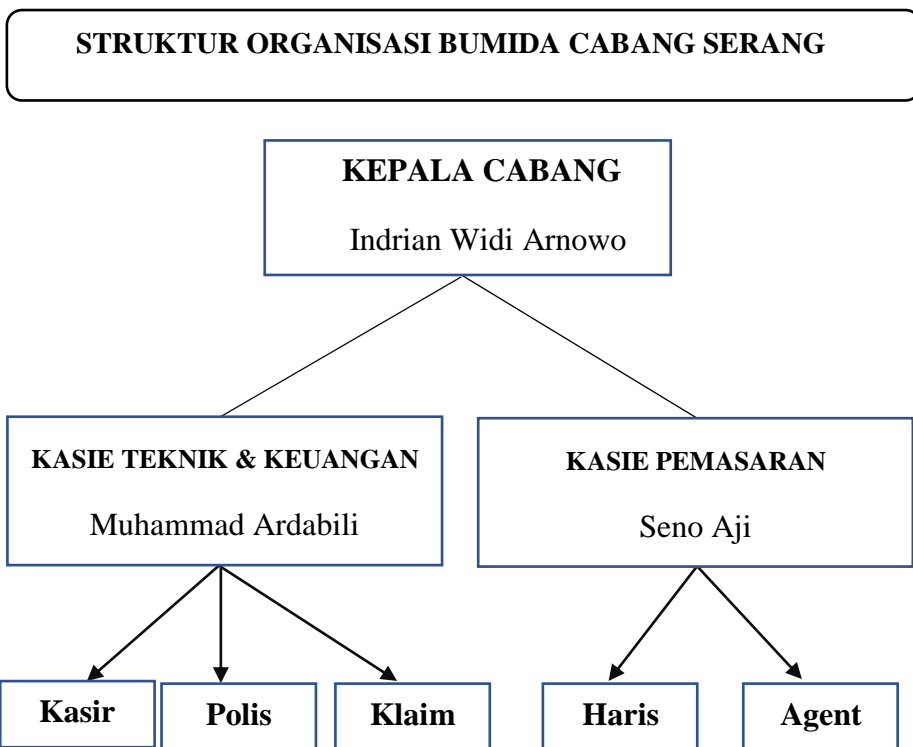 STRUKTUR ORGANISASI BUMIDA CABANG SERANG
KEPALA CABANG
Indrian Widi Arnowo
KASIE TEKNIK & KEUANGAN
Muhammad Ardabili
KASIE PEMASARAN
Seno Aji
Kasir
Polis
Klaim
Haris
Agent